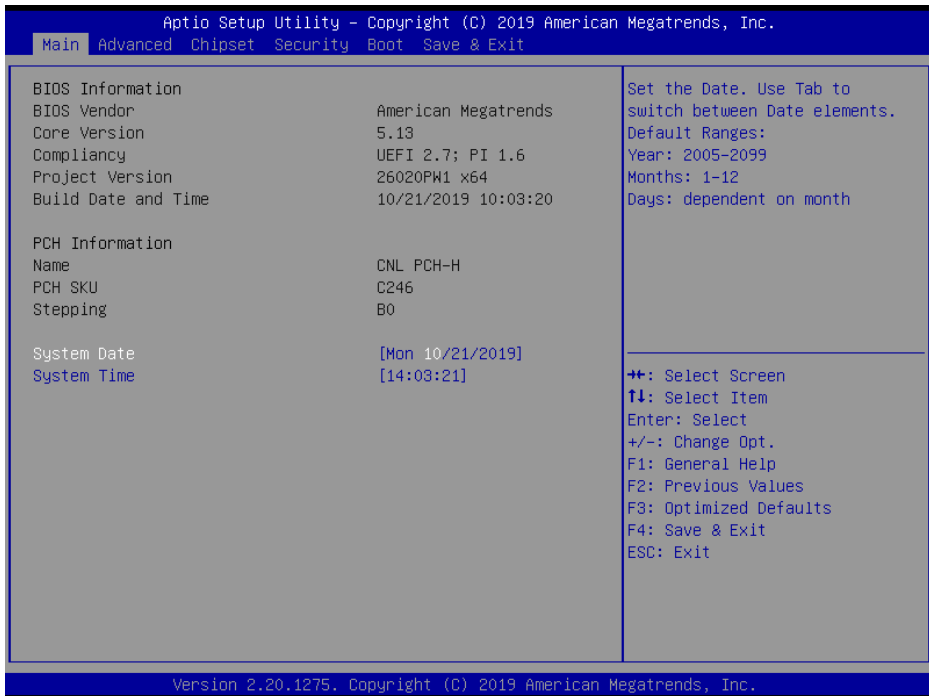 Aptio Setup Utility – Copyright (C) 2019 American Megatrends, Inc.
Main Advanced Chipset Security Boot Save & Exit
BIOS Information
BIOS Vendor American Megatrends
Core Version 5.13
Compliancy UEFI 2.7; PI 1.6
Project Version 26020PW1 x64
Build Date and Time 10/21/2019 10:03:20
PCH Information
Name CNL PCH-H
PCH SKU C246
Stepping B0
System Date [Mon 10/21/2019]
System Time [14:03:21]
Set the Date. Use Tab to
switch between Date elements.
Default Ranges:
Year: 2005-2099
Months: 1-12
Days: dependent on month
→←: Select Screen
↑↓: Select Item
Enter: Select
+/-: Change Opt.
F1: General Help
F2: Previous Values
F3: Optimized Defaults
F4: Save & Exit
ESC: Exit
Version 2.20.1275. Copyright (C) 2019 American Megatrends, Inc.